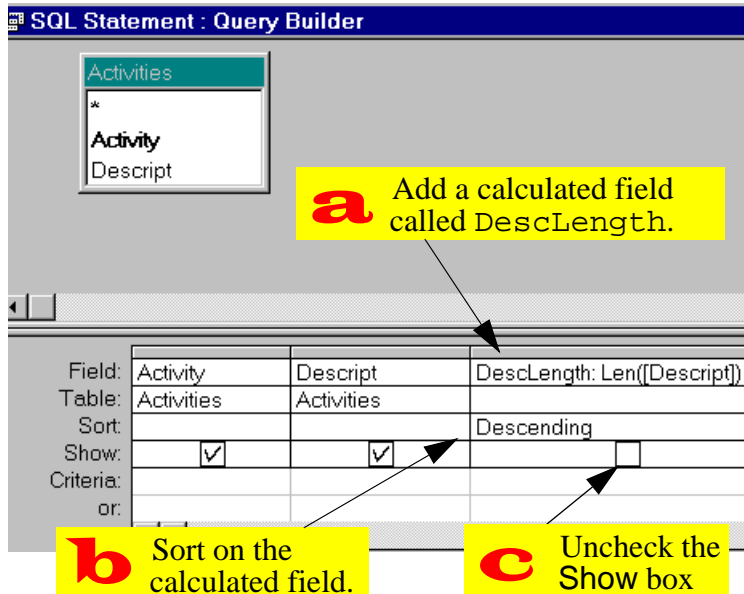 SQL Statement : Query Builder
Activities
*
Activity
Descript
a Add a calculated field
called DescLength.
Field: Activity Descript DescLength: Len([Descript])
Table: Activities Activities
Sort: Descending
Show:
Criteria:
or:
b Sort on the
calculated field.
c Uncheck the
Show box